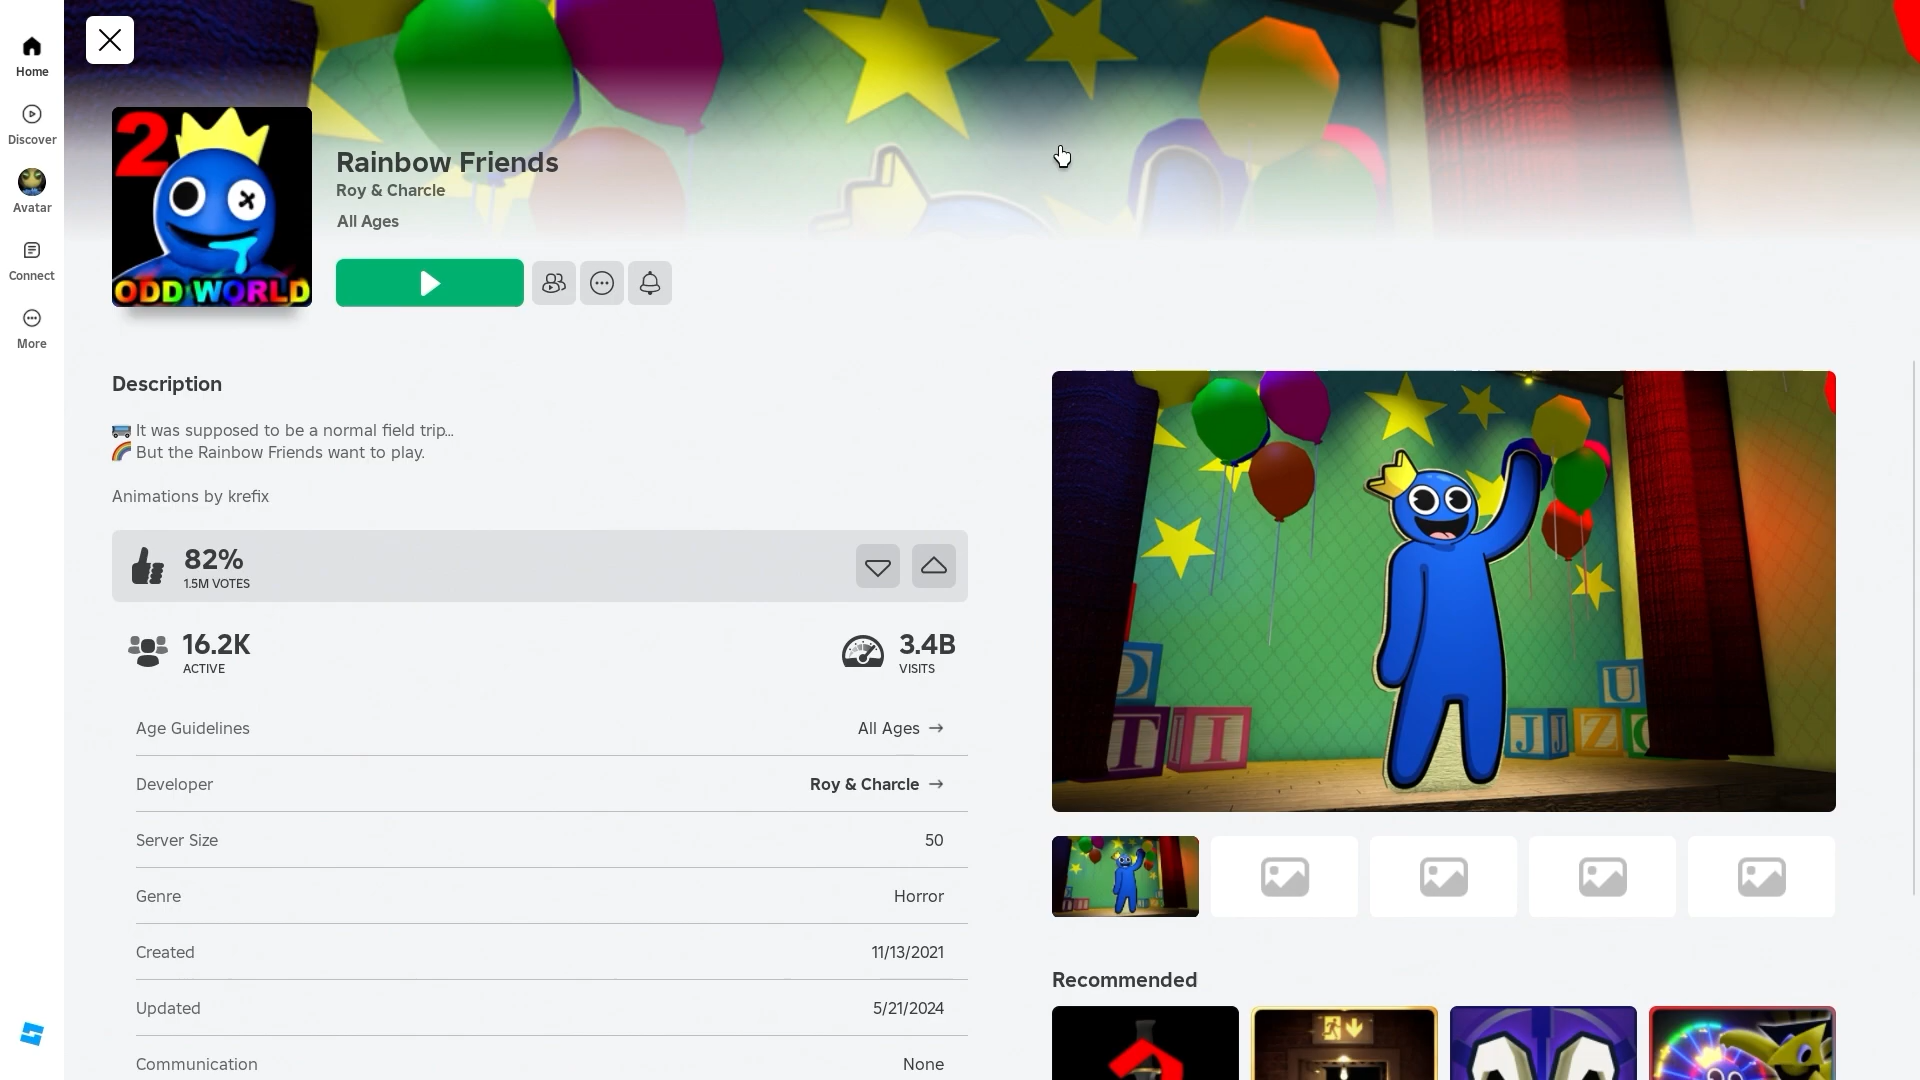 Home
Discover
Avatar
Connect
More
2
ODD WORLD
Rainbow Friends
Roy & Charcle
All Ages
Description
It was supposed to be a normal field trip...
But the Rainbow Friends want to play.
Animations by krefix
82%
1.5M VOTES
16.2K
ACTIVE
3.4B
VISITS
Age Guidelines
All Ages
Developer
Roy & Charcle
Server Size
50
Genre
Horror
Created
11/13/2021
Updated
5/21/2024
Communication
None
D
U
T I
J J Z C
Recommended